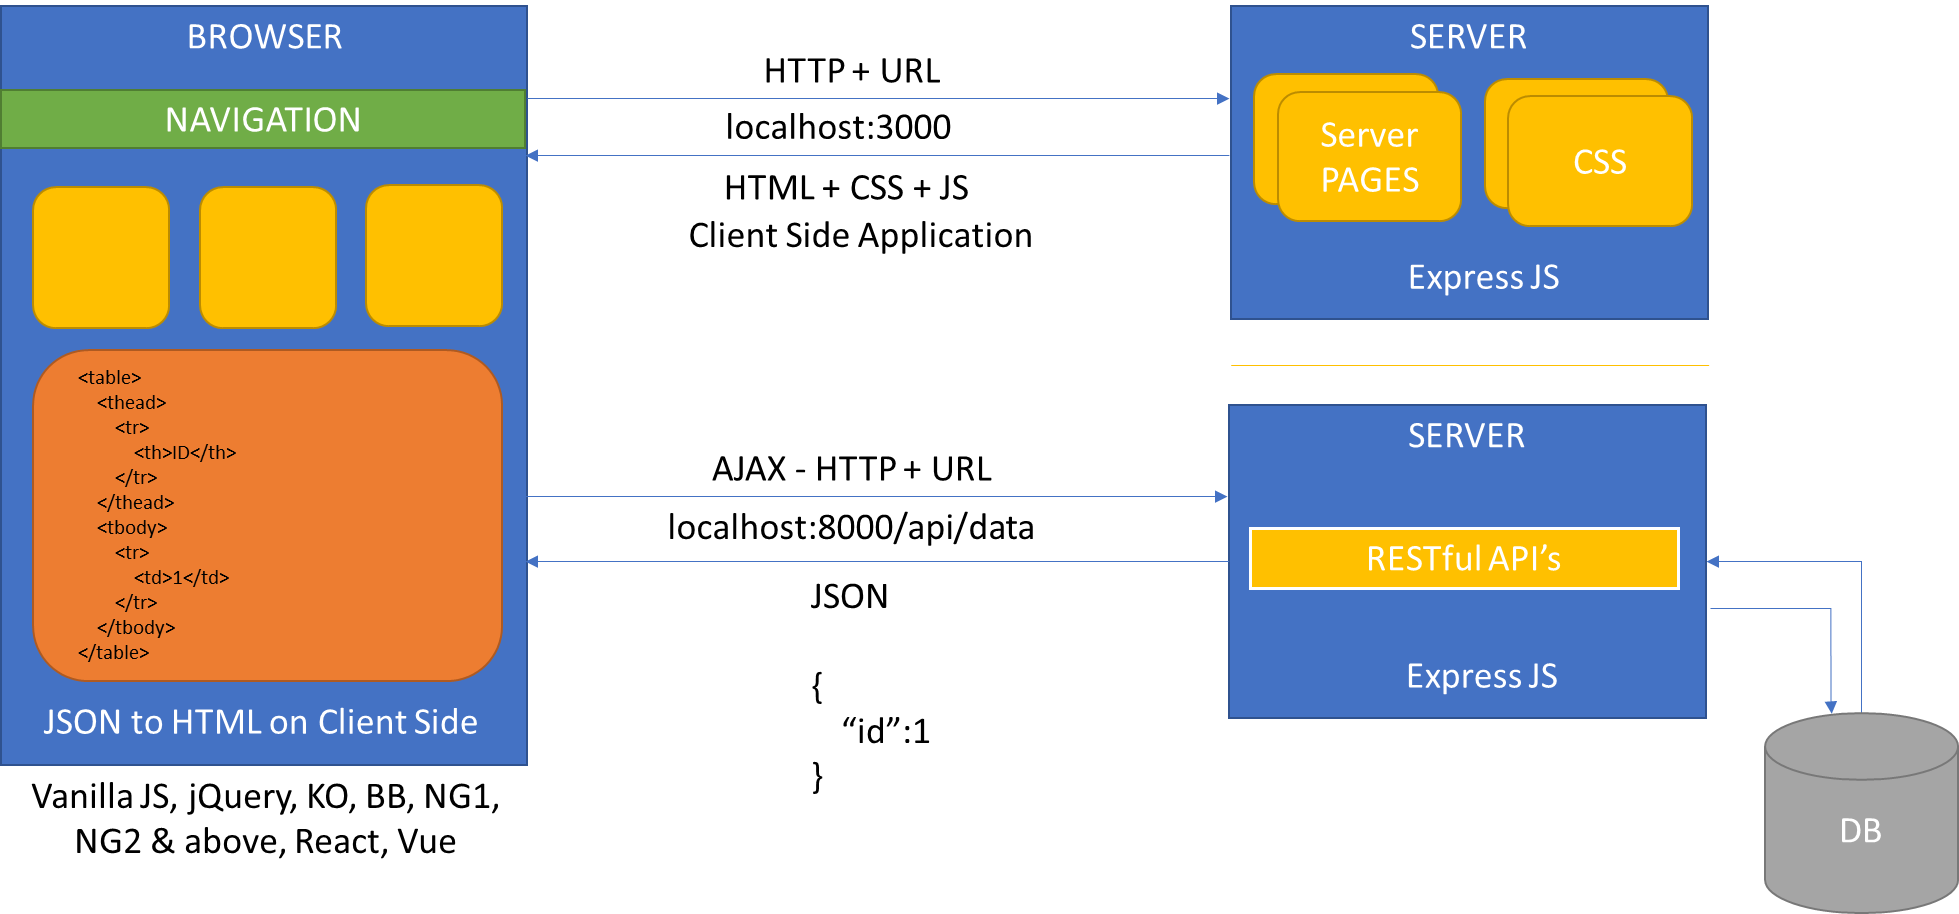 BROWSER
NAVIGATION
<table>
<thead>
<tr>
<th>ID</th>
</tr>
</thead>
<tbody>
<tr>
<td>1</td>
</tr>
</tbody>
</table>
JSON to HTML on Client Side
Vanilla JS, jQuery, KO, BB, NG1,
NG2 & above, React, Vue
HTTP + URL
localhost:3000
HTML + CSS + JS
Client Side Application
SERVER
Server
PAGES
CSS
Express JS
AJAX - HTTP + URL
localhost:8000/api/data
JSON
{
“id”:1
}
SERVER
RESTful API’s
Express JS
DB